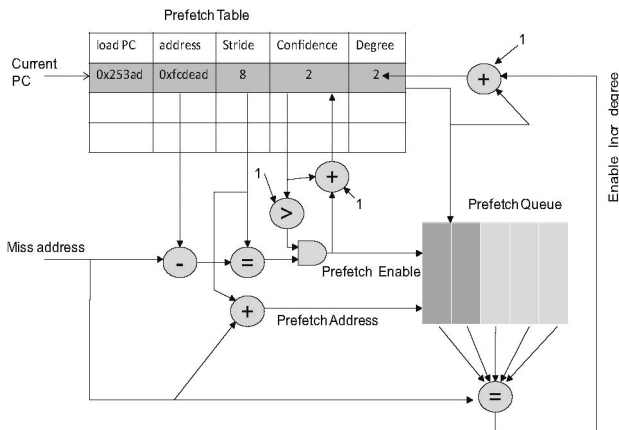 Prefetch Table
load PC address Stride Confidence Degree
Current PC
0x253ad 0xfcdead 8 2 2
1
+
Enable Incr degree
1
+
1
>
Prefetch Queue
Miss address
-
=
Prefetch Enable
+
Prefetch Address
=